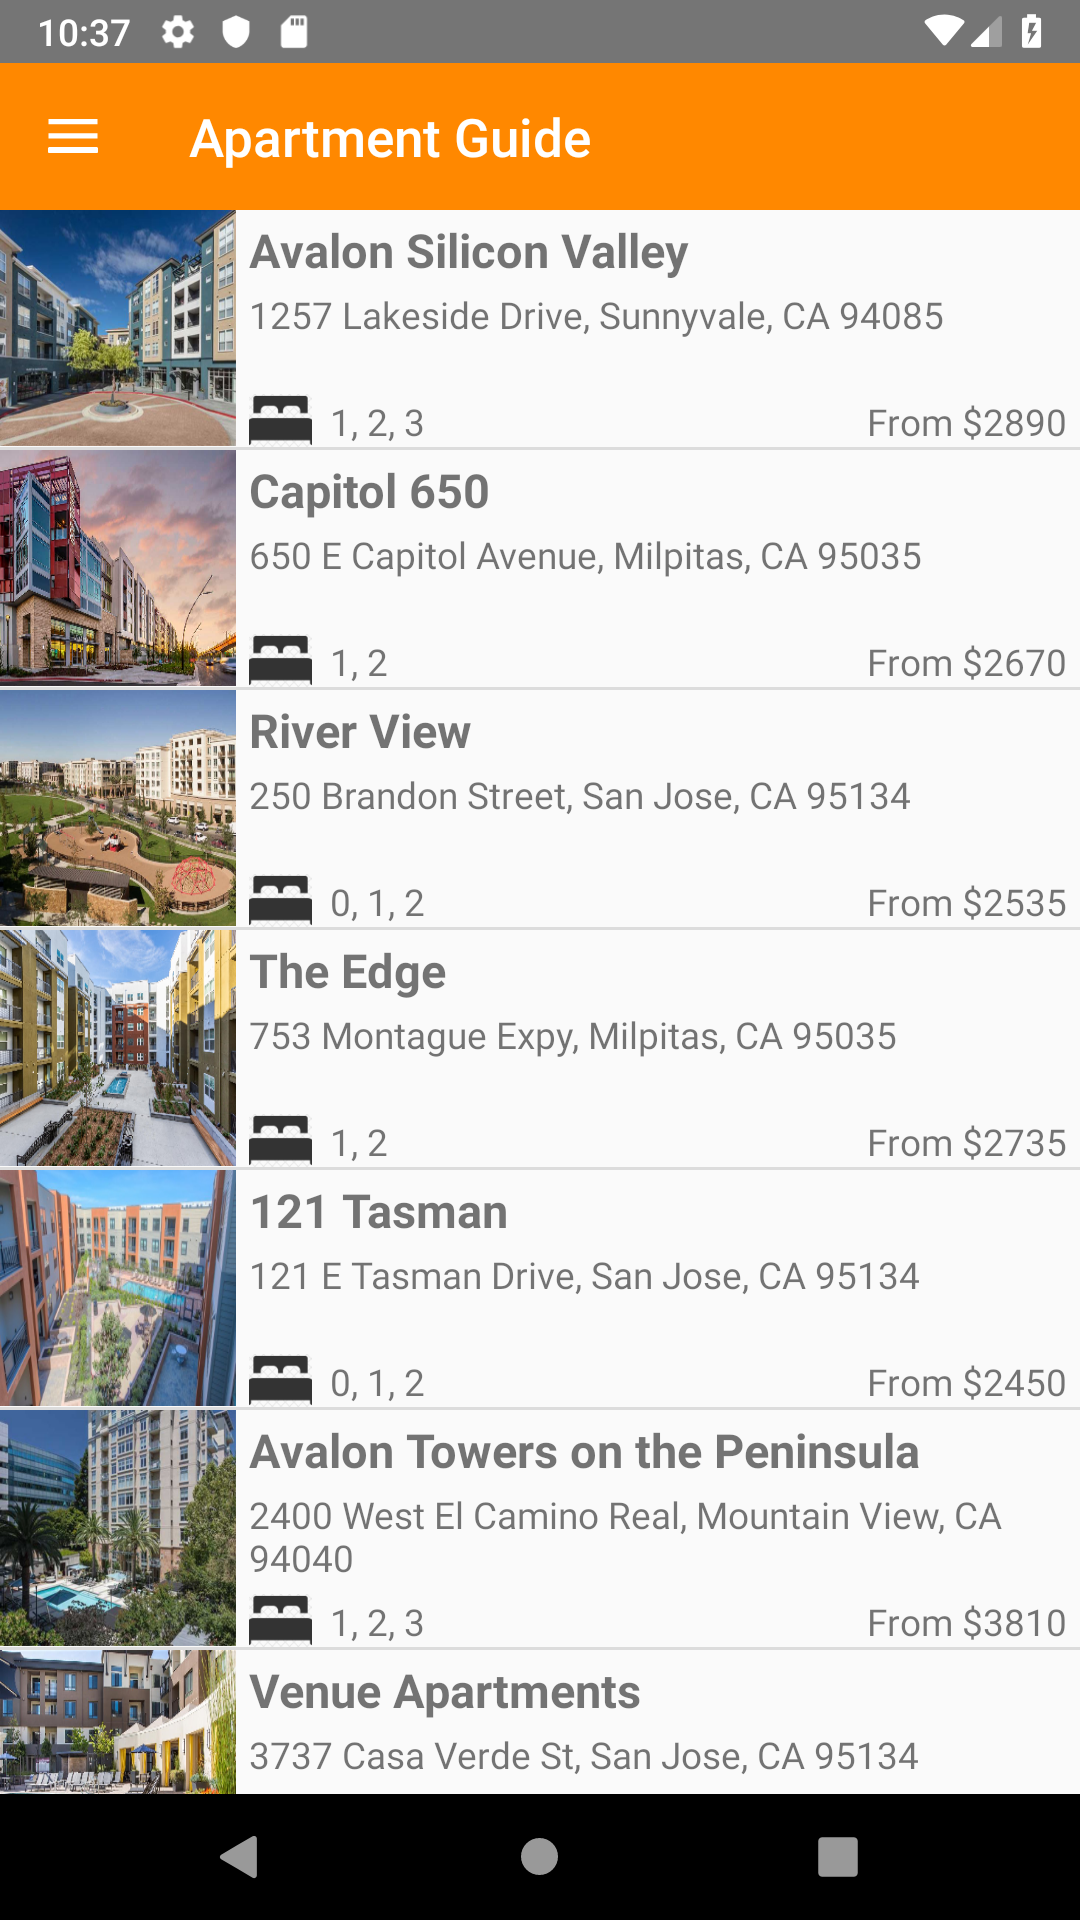 10:37
Apartment Guide
Avalon Silicon Valley
1257 Lakeside Drive, Sunnyvale, CA 94085
1, 2, 3
From $2890
Capitol 650
650 E Capitol Avenue, Milpitas, CA 95035
1, 2
From $2670
River View
250 Brandon Street, San Jose, CA 95134
0, 1, 2
From $2535
The Edge
753 Montague Expy, Milpitas, CA 95035
1, 2
From $2735
121 Tasman
121 E Tasman Drive, San Jose, CA 95134
0, 1, 2
From $2450
Avalon Towers on the Peninsula
2400 West El Camino Real, Mountain View, CA
94040
1, 2, 3
From $3810
Venue Apartments
3737 Casa Verde St, San Jose, CA 95134